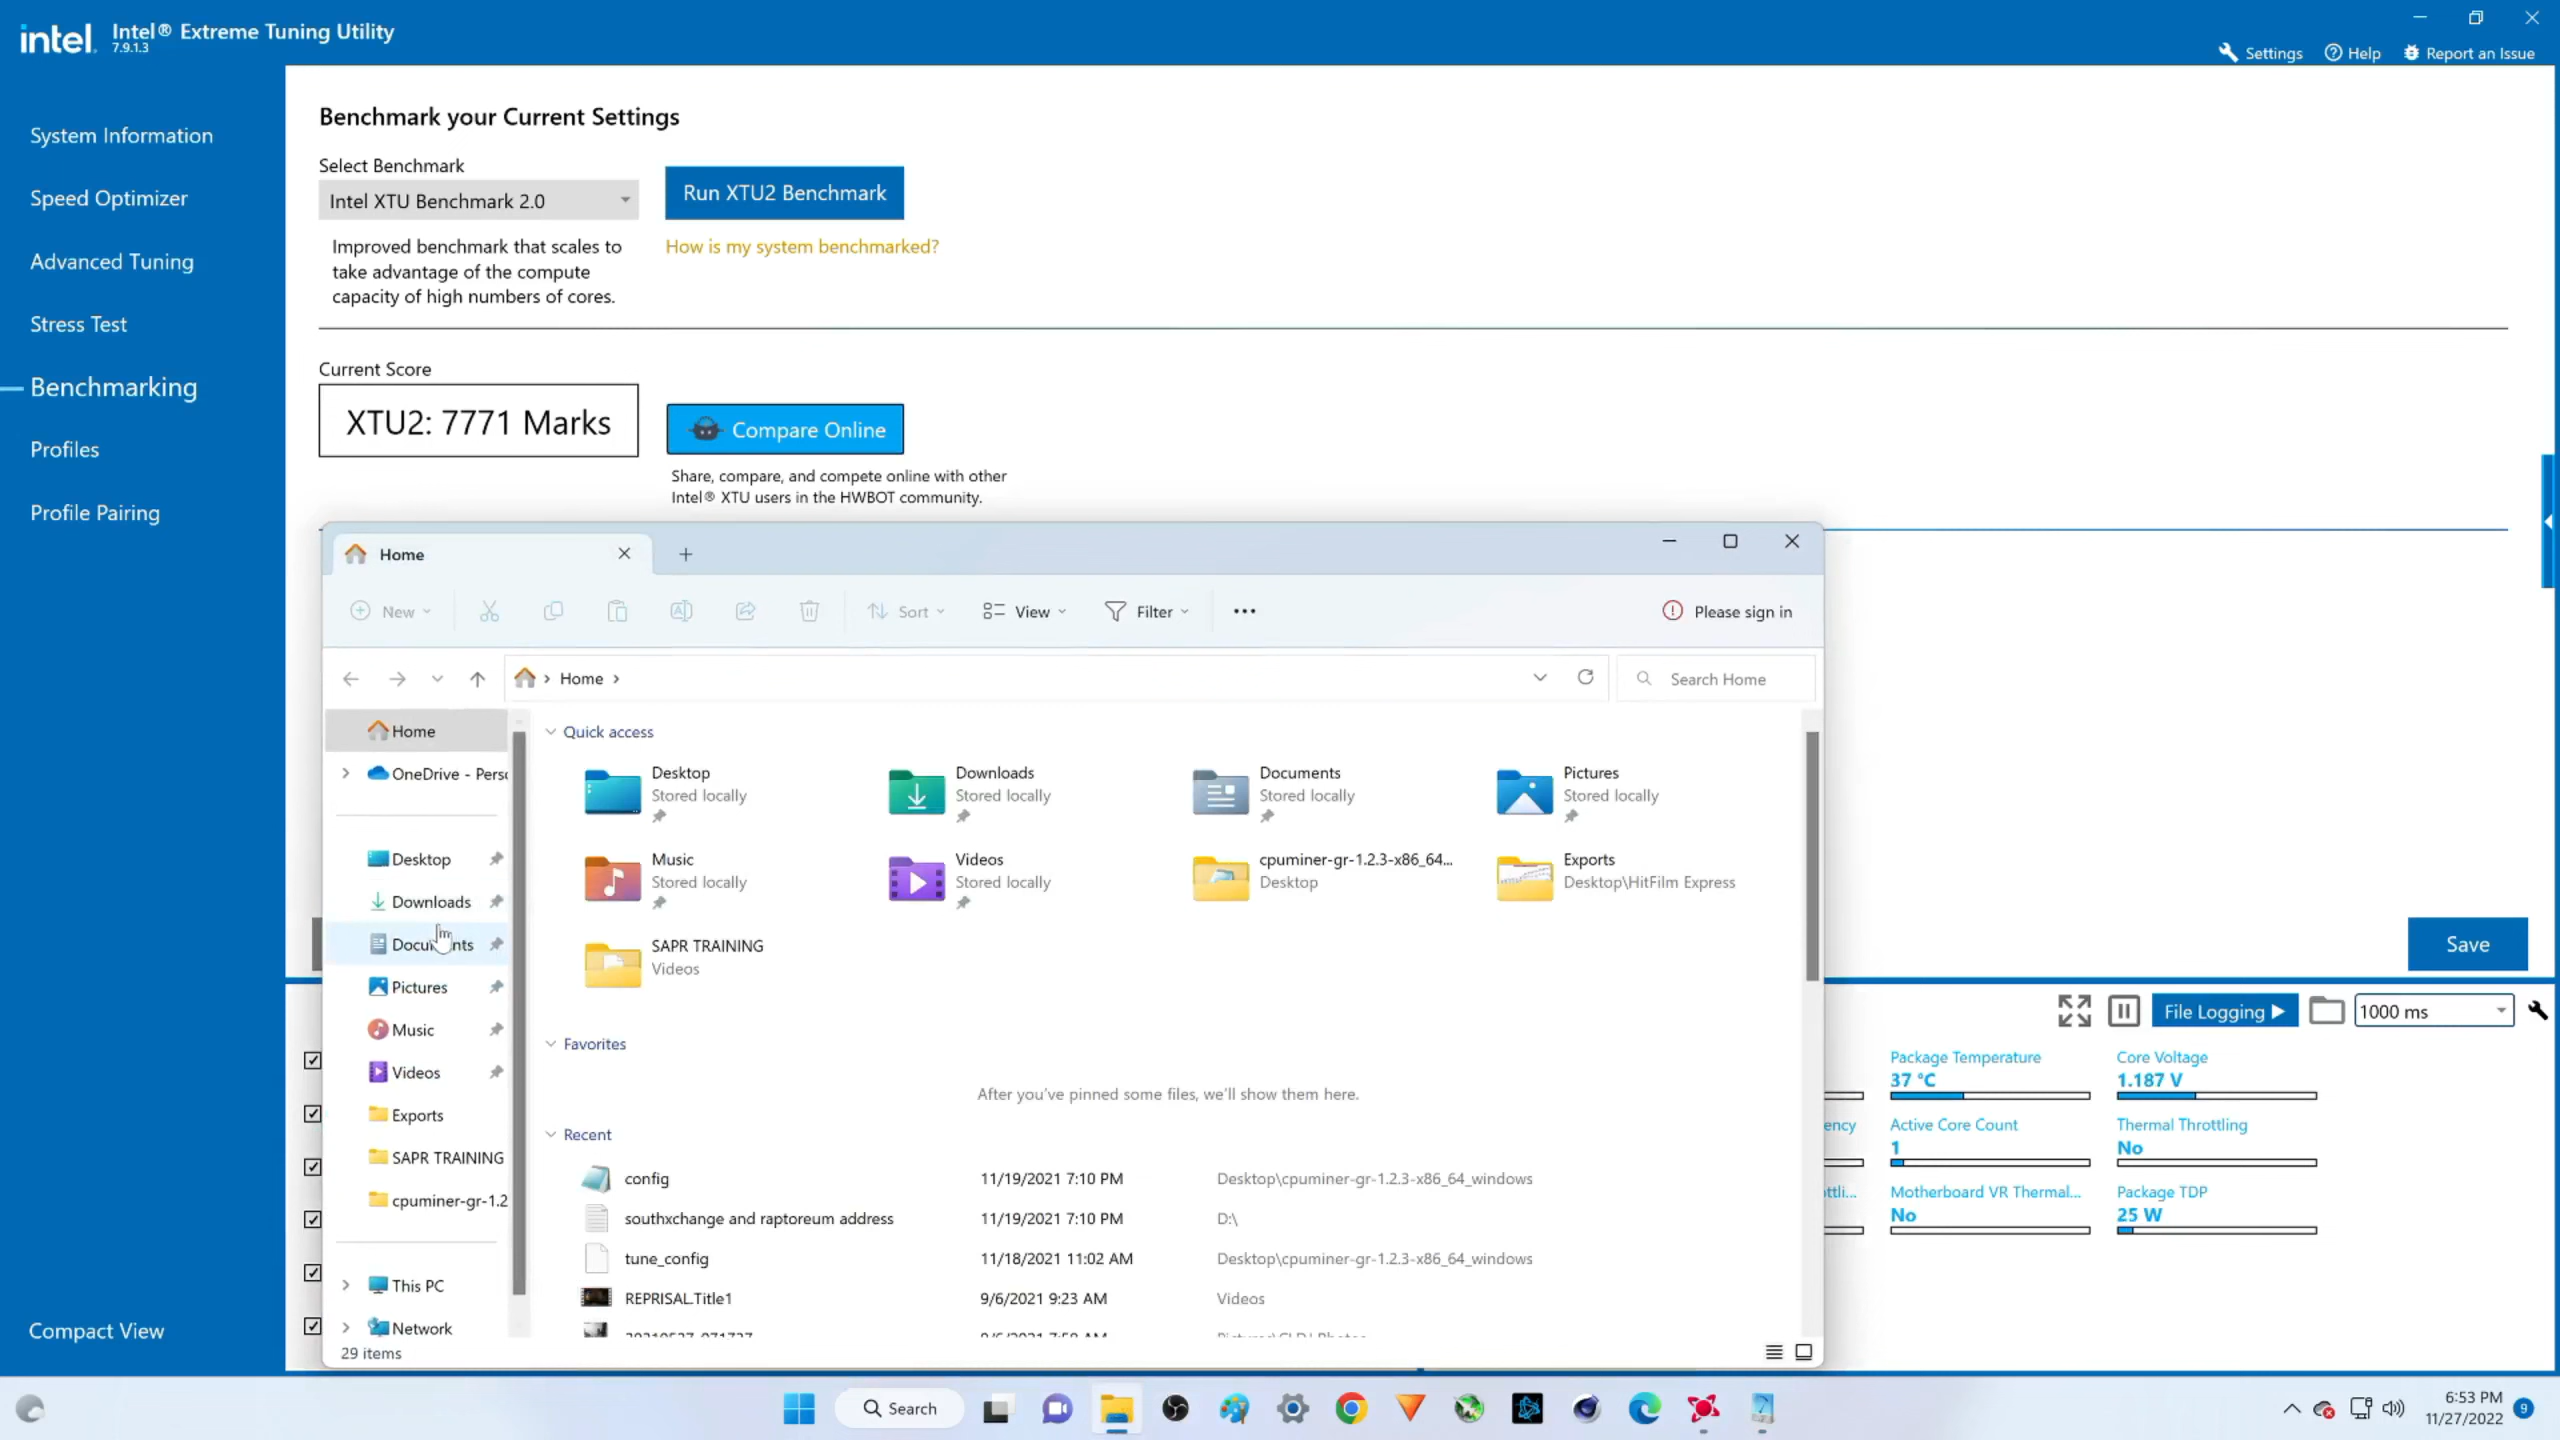 intel. Intel® Extreme Tuning Utility
7.9.1.3
Settings Help Report an Issue
System Information
Speed Optimizer
Advanced Tuning
Stress Test
Benchmarking
Profiles
Profile Pairing
Compact View
Benchmark your Current Settings
Select Benchmark
Intel XTU Benchmark 2.0
Run XTU2 Benchmark
Improved benchmark that scales to
take advantage of the compute
capacity of high numbers of cores.
How is my system benchmarked?
Current Score
XTU2: 7771 Marks
Compare Online
Share, compare, and compete online with other
Intel® XTU users in the HWBOT community.
Home
New Sort View Filter Please sign in
Home
Search Home
Home
OneDrive - Pers
Desktop
Downloads
Documents
Pictures
Music
Videos
Exports
SAPR TRAINING
cpuminer-gr-1.2
This PC
Network
29 items
Quick access
Desktop
Stored locally
Downloads
Stored locally
Documents
Stored locally
Pictures
Stored locally
Music
Stored locally
Videos
Stored locally
cpuminer-gr-1.2.3-x86_64...
Desktop
Exports
Desktop\HitFilm Express
SAPR TRAINING
Videos
Favorites
After you've pinned some files, we'll show them here.
Recent
config 11/19/2021 7:10 PM Desktop\cpuminer-gr-1.2.3-x86_64_windows
southxchange and raptoreum address 11/19/2021 7:10 PM D:\
tune_config 11/18/2021 11:02 AM Desktop\cpuminer-gr-1.2.3-x86_64_windows
REPRISAL.Title1 9/6/2021 9:23 AM Videos
Save
File Logging
1000 ms
Package Temperature
37 °C
Core Voltage
1.187 V
ency
Active Core Count
1
Thermal Throttling
No
ttli...
Motherboard VR Thermal...
No
Package TDP
25 W
Search
6:53 PM
11/27/2022
9